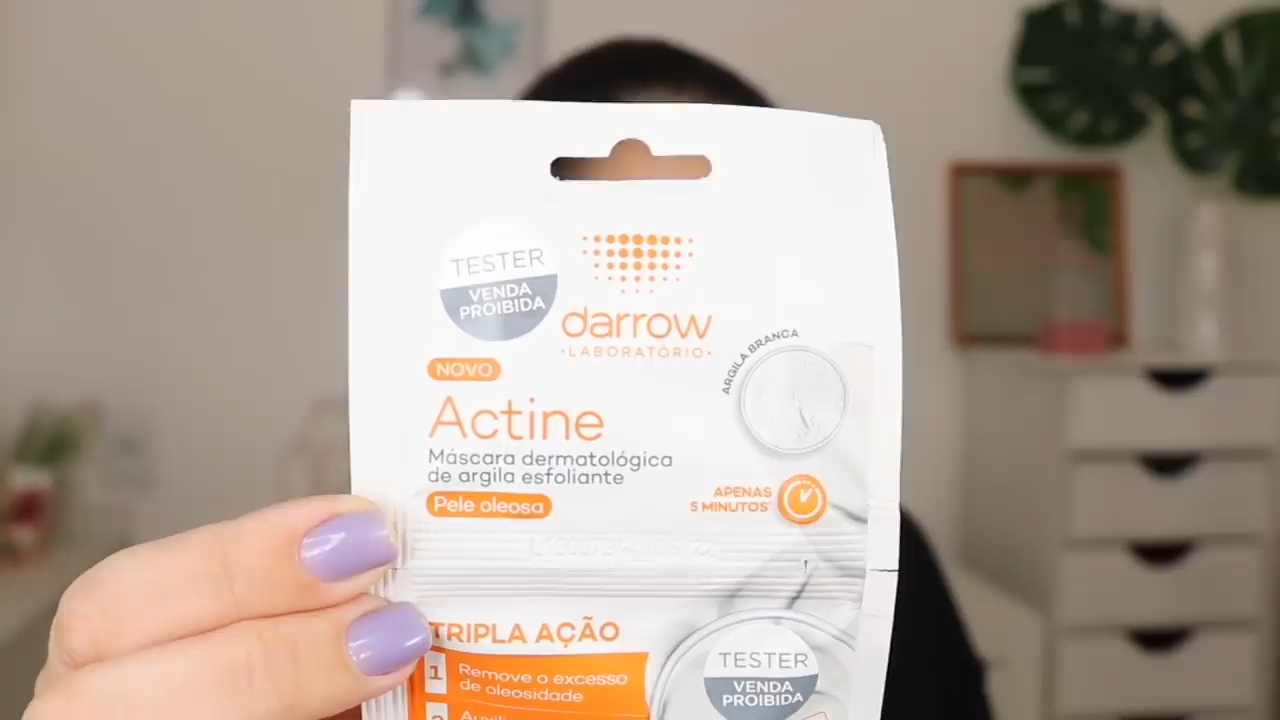 TESTER
VENDA
PROIBIDA
darrow
•LABORATÓRIO•
NOVO
Actine
Máscara dermatológica
de argila esfoliante
Pele oleosa
ARGILA BRANCA
APENAS
5 MINUTOS*
TRIPLA AÇÃO
1 Remove o excesso
de oleosidade
2
TESTER
VENDA
PROIBIDA